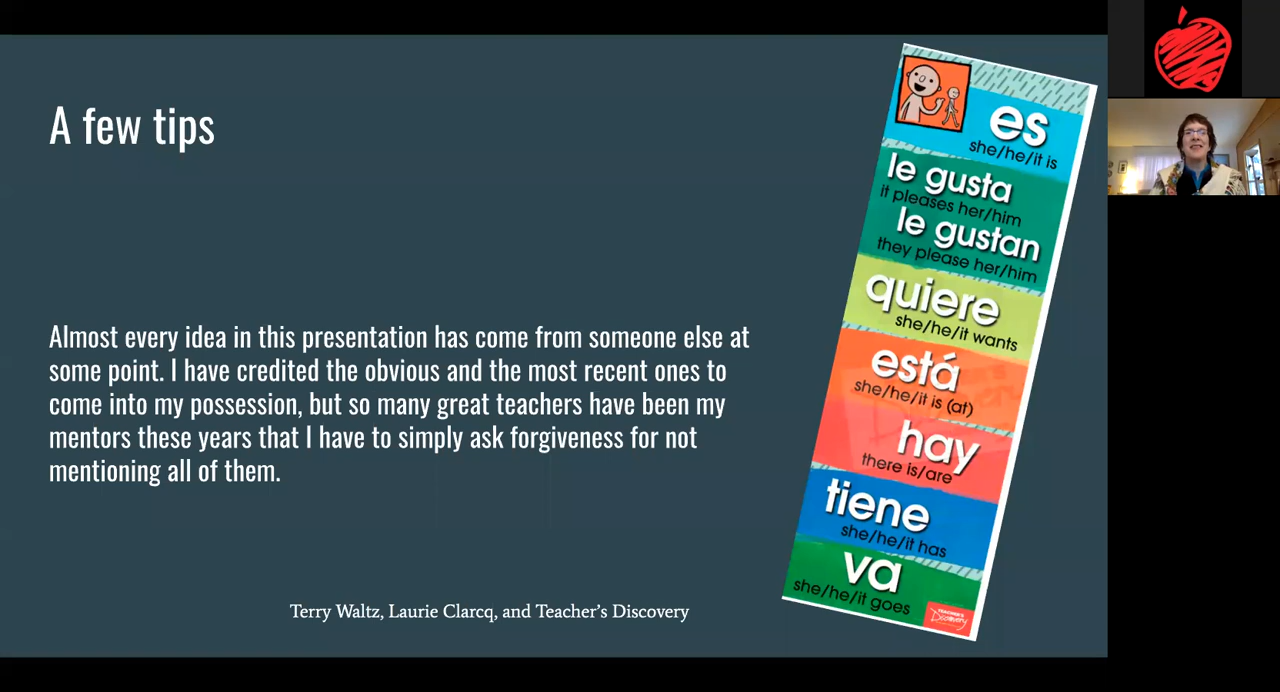 A few tips
Almost every idea in this presentation has come from someone else at
some point. I have credited the obvious and the most recent ones to
come into my possession, but so many great teachers have been my
mentors these years that I have to simply ask forgiveness for not
mentioning all of them.
Terry Waltz, Laurie Clarcq, and Teacher's Discovery
es
she/he/it is
le gusta
it pleases her/him
le gustan
they please her/him
quiere
she/he/it wants
está
she/he/it is (at)
hay
there is/are
tiene
she/he/it has
va
she/he/it goes
TEACHER'S
Discovery